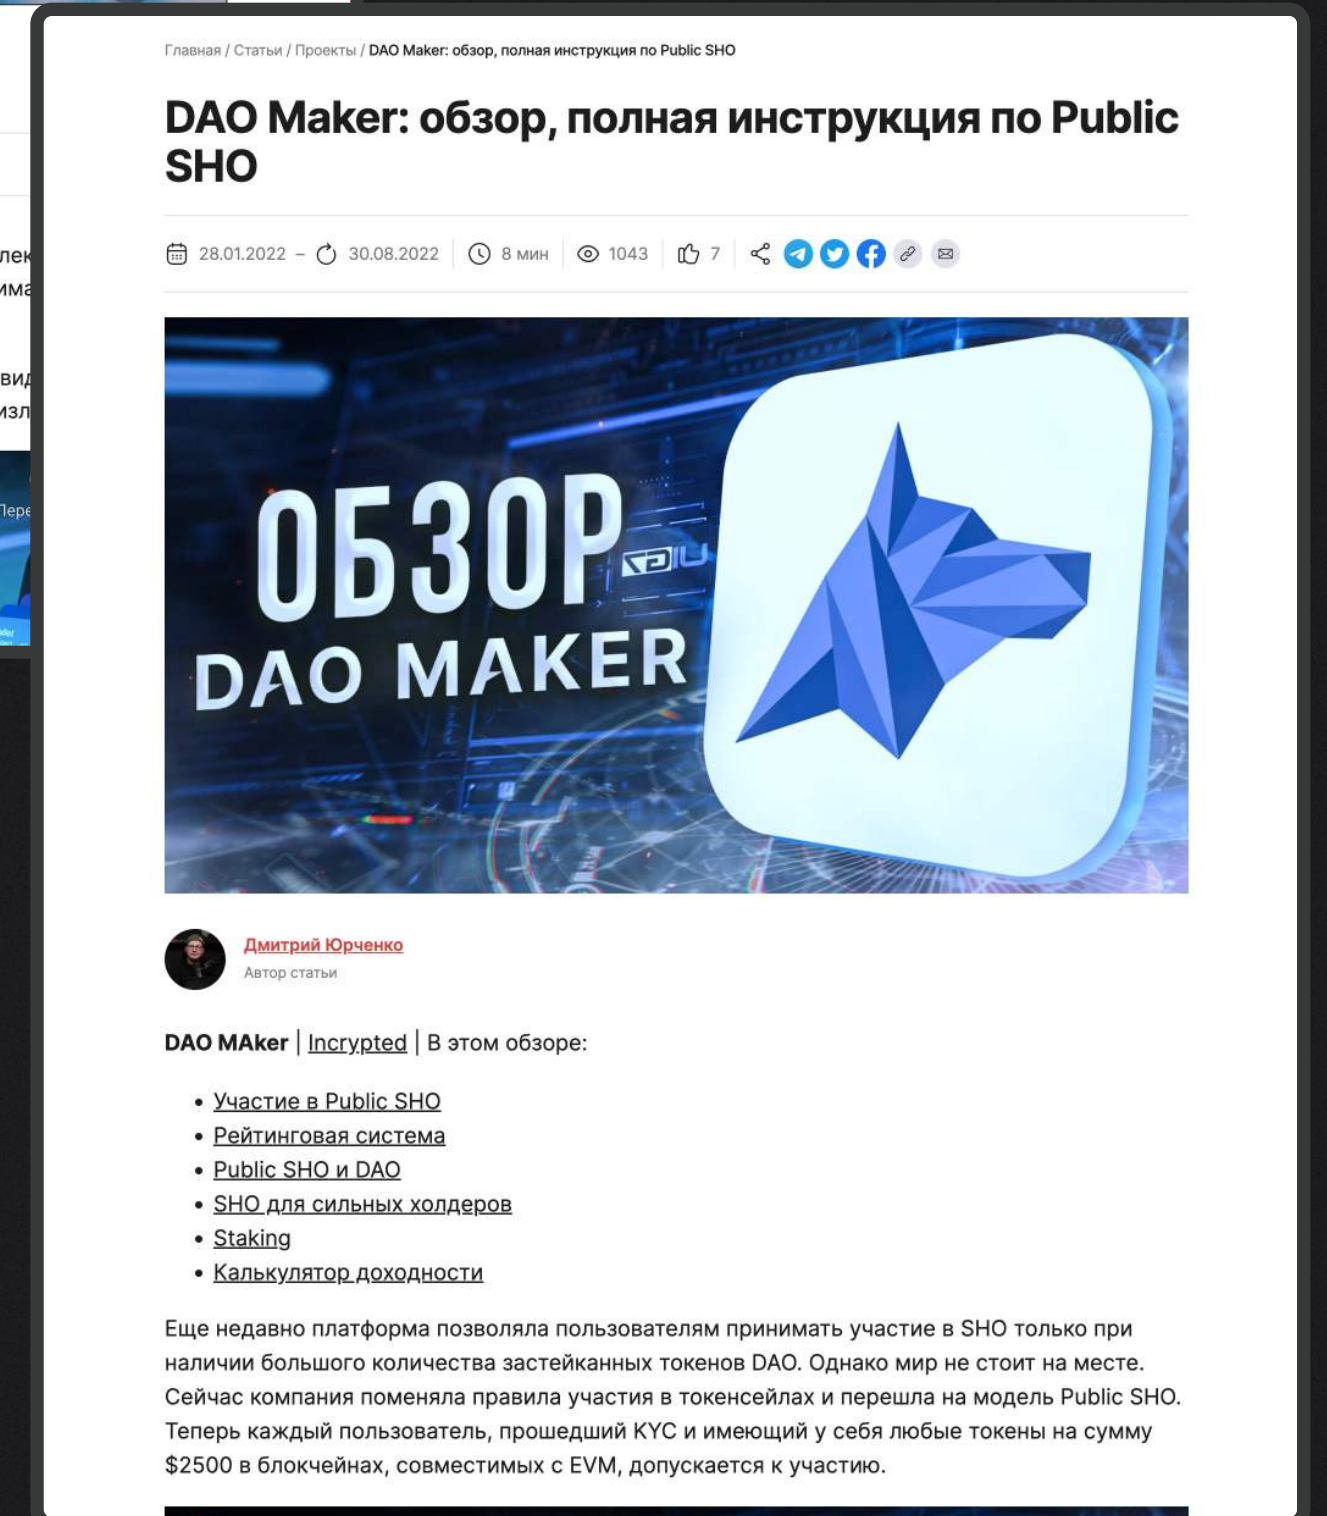 Главная / Статьи / Проекты / DAO Maker: обзор, полная инструкция по Public SHO
DAO Maker: обзор, полная инструкция по Public
SHO
28.01.2022 – 30.08.2022 8 мин 1043 7
ОБЗОР
DAO MAKER
Дмитрий Юрченко
Автор статьи
DAO MAker | Incrypted | В этом обзоре:
• Участие в Public SHO
• Рейтинговая система
• Public SHO и DAO
• SHO для сильных холдеров
• Staking
• Калькулятор доходности
Еще недавно платформа позволяла пользователям принимать участие в SHO только при
наличии большого количества застейканных токенов DAO. Однако мир не стоит на месте.
Сейчас компания поменяла правила участия в токенсейлах и перешла на модель Public SHO.
Теперь каждый пользователь, прошедший KYC и имеющий у себя любые токены на сумму
$2500 в блокчейнах, совместимых с EVM, допускается к участию.